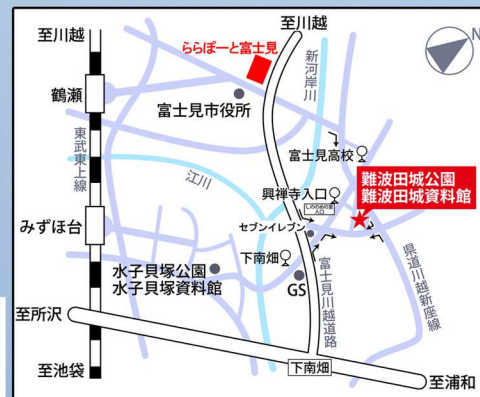 至川越
至川越
N
ららぽーと富士見
新河岸川
鶴瀬
富士見市役所
東武東上線
富士見高校
江川
難波田城公園
難波田城資料館
興禅寺入口
みずほ台
セブンイレブン
下南畑
水子貝塚公園
水子貝塚資料館
GS
富士見川越道路
県道川越新座線
至所沢
下南畑
至池袋
至浦和